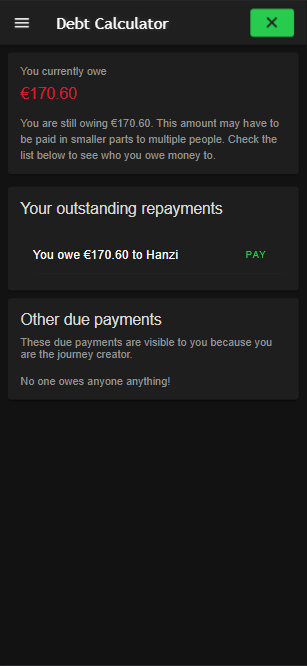 Debt Calculator
You currently owe
€170.60
You are still owing €170.60. This amount may have to
be paid in smaller parts to multiple people. Check the
list below to see who you owe money to.
Your outstanding repayments
You owe €170.60 to Hanzi PAY
Other due payments
These due payments are visible to you because you
are the journey creator.
No one owes anyone anything!